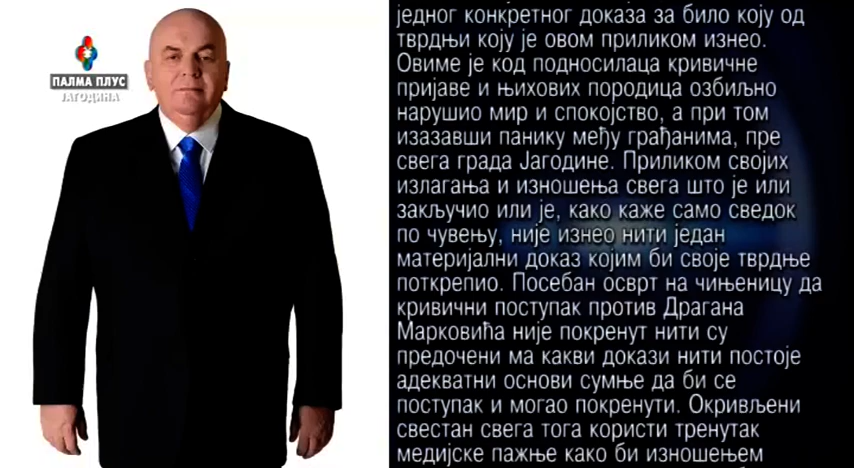 ПАЛМА ПЛУС
ЈАГОДИНА
једног конкретног доказа за било коју од
тврдњи коју је овом приликом изнео.
Овиме је код подносилаца кривичне
пријаве и њихових породица озбиљно
нарушио мир и спокојство, а при том
изазавши панику међу грађанима, пре
свега града Јагодине. Приликом својих
излагања и изношења свега што је или
закључио или је, како каже само сведок
по чувењу, није изнео нити један
материјални доказ којим би своје тврдње
поткрепио. Посебан осврт на чињеницу да
кривични поступак против Драгана
Марковића није покренут нити су
предочени ма какви докази нити постоје
адекватни основи сумње да би се
поступак и могао покренути. Окривљени
свестан свега тога користи тренутак
медијске пажње како би изношењем